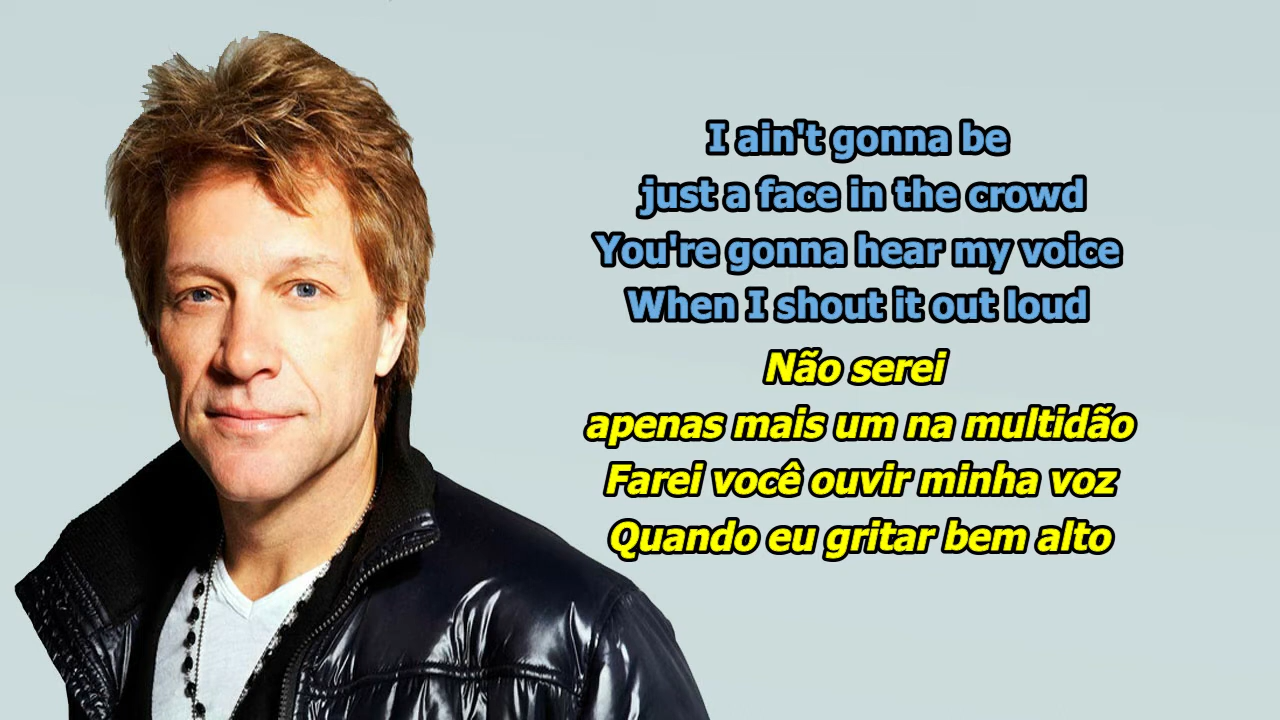 I ain't gonna be
just a face in the crowd
You're gonna hear my voice
When I shout it out loud
Não serei
apenas mais um na multidão
Farei você ouvir minha voz
Quando eu gritar bem alto